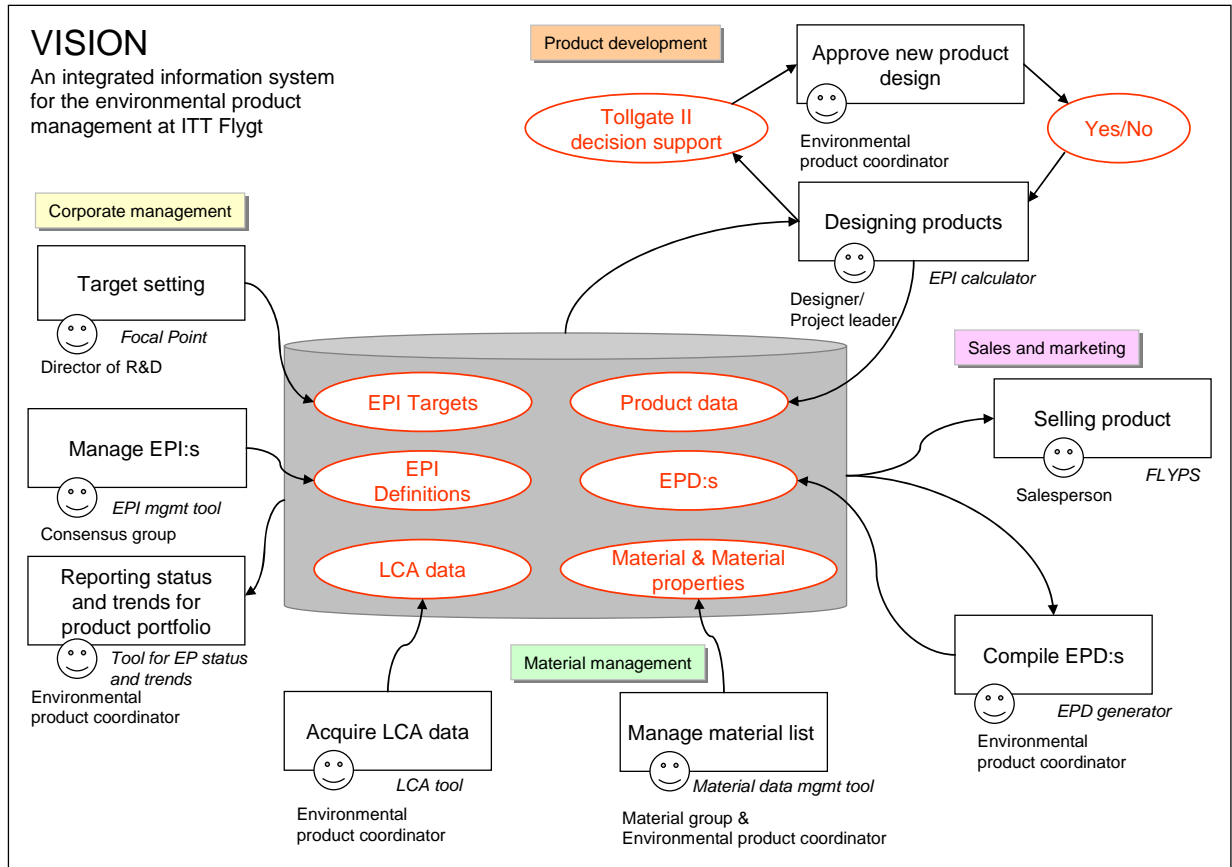 VISION
An integrated information system
for the environmental product
management at ITT Flygt
Product development
Approve new product
design
Tollgate II
decision support
Yes/No
Environmental
product coordinator
Corporate management
Designing products
EPI calculator
Designer/
Project leader
Target setting
Focal Point
Director of R&D
Sales and marketing
EPI Targets
Product data
Selling product
FLYPS
Salesperson
Manage EPI:s
EPI mgmt tool
Consensus group
EPI
Definitions
EPD:s
LCA data
Material & Material
properties
Reporting status
and trends for
product portfolio
Tool for EP status
and trends
Environmental
product coordinator
Material management
Compile EPD:s
EPD generator
Environmental
product coordinator
Acquire LCA data
LCA tool
Environmental
product coordinator
Manage material list
Material data mgmt tool
Material group &
Environmental product coordinator